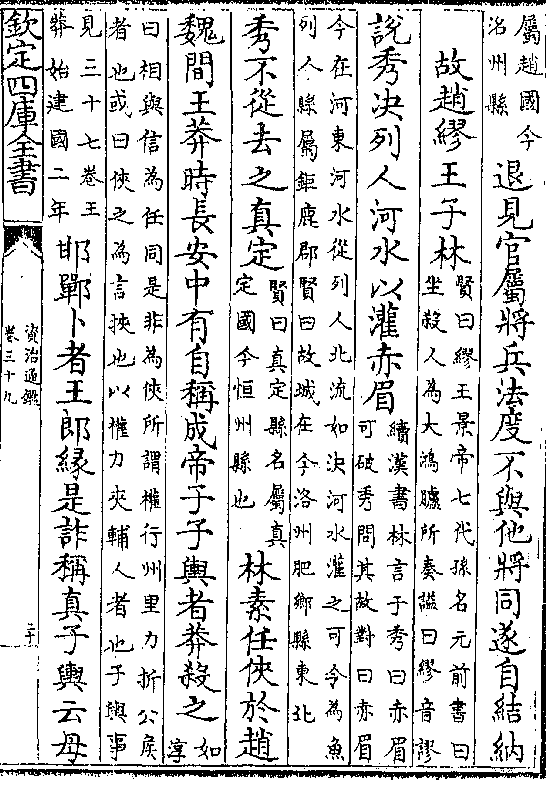 屬趙國今
洺州縣
退見官屬將兵法度不與他將同遂自結納
故趙繆王子林
賢曰繆王景帝七代孫名元前書曰
坐殺人為大鴻臚所奏諡曰繆音謬
說秀决列人河水以灌赤眉
續漢書林言于秀曰赤眉
可破秀問其故對曰赤眉
今在河東河水從列人北流如决河水灌之可令為魚
列人縣屬鉅鹿郡賢曰故城在今洺州肥鄉縣東北
秀不從去之真定
賢曰真定縣名屬真
定國今恒州縣也
林素任俠於趙
魏間王莽時長安中有自稱成帝子子輿者莽殺之
如
淳
曰相與信為任同是非為俠所謂權行州里力折公侯
者也或曰俠之為言挾也以權力夾輔人者也子輿事
見三十七卷王
莽始建國二年
邯鄲卜者王郎緣是詐稱真子輿云母
欽定四庫全書
資治通鑑
卷三十九
二十